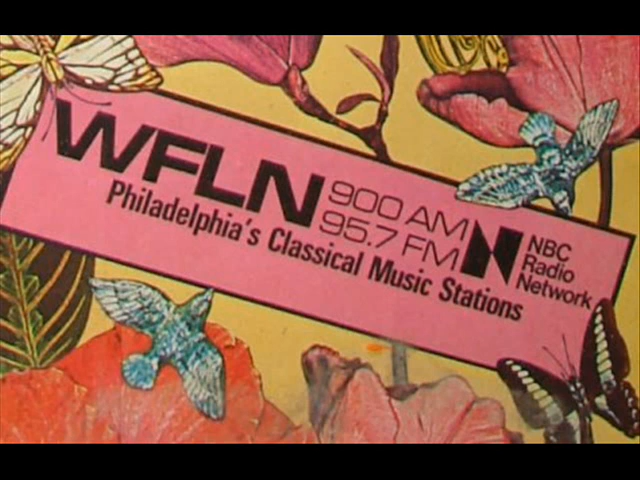 WFLN 900 AM
95.7 FM
Philadelphia's Classical Music Stations
NBC
Radio
Network